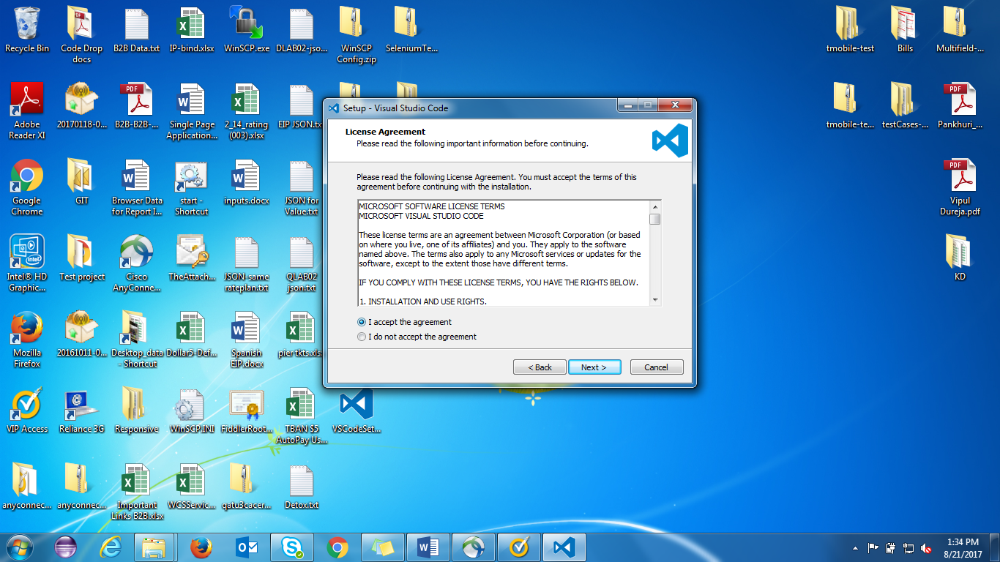 Recycle Bin
Code Drop
docs
B2B Data.txt
IP-bind.xlsx
WinSCP.exe
DLAB02-jso...
WinSCP
Config.zip
SeleniumTe...
tmobile-test
Bills
Multifield-...
Adobe
Reader XI
20170118-0...
PDF
B2B-B2B-...
Single Page
Application...
2_14_rating
(003).xlsx
EIP JSON.tx
tmobile-te...
testCases-...
PDF
Pankhuri_...
Google
Chrome
GIT
Browser Data
for Report I...
start -
Shortcut
inputs.docx
JSON for
Value.txt
PDF
Vipul
Dureja.pdf
Intel® HD
Graphic...
Test project
Cisco
AnyConne...
TheAttach...
JSON-same
rateplan.txt
QLAB02
json.txt
KD
Mozilla
Firefox
20161011-0...
Desktop_data
- Shortcut
Dollar5-Def...
Spanish
EIP.docx
pier tkts.xls
VIP Access
Reliance 3G
Responsive
WinSCP.INI
FiddlerRoot...
TBAN $5
AutoPay Us...
VSCodeSet...
anyconnec...
anyconnec...
Important
Links B2B.xlsx
WCSServic...
qatu3cacer...
Detox.txt
Setup - Visual Studio Code
License Agreement
Please read the following important information before continuing.
Please read the following License Agreement. You must accept the terms of this
agreement before continuing with the installation.
MICROSOFT SOFTWARE LICENSE TERMS
MICROSOFT VISUAL STUDIO CODE
These license terms are an agreement between Microsoft Corporation (or based
on where you live, one of its affiliates) and you. They apply to the software
named above. The terms also apply to any Microsoft services or updates for the
software, except to the extent those have different terms.
IF YOU COMPLY WITH THESE LICENSE TERMS, YOU HAVE THE RIGHTS BELOW.
1. INSTALLATION AND USE RIGHTS.
I accept the agreement
I do not accept the agreement
< Back
Next >
Cancel
1:34 PM
8/21/2017